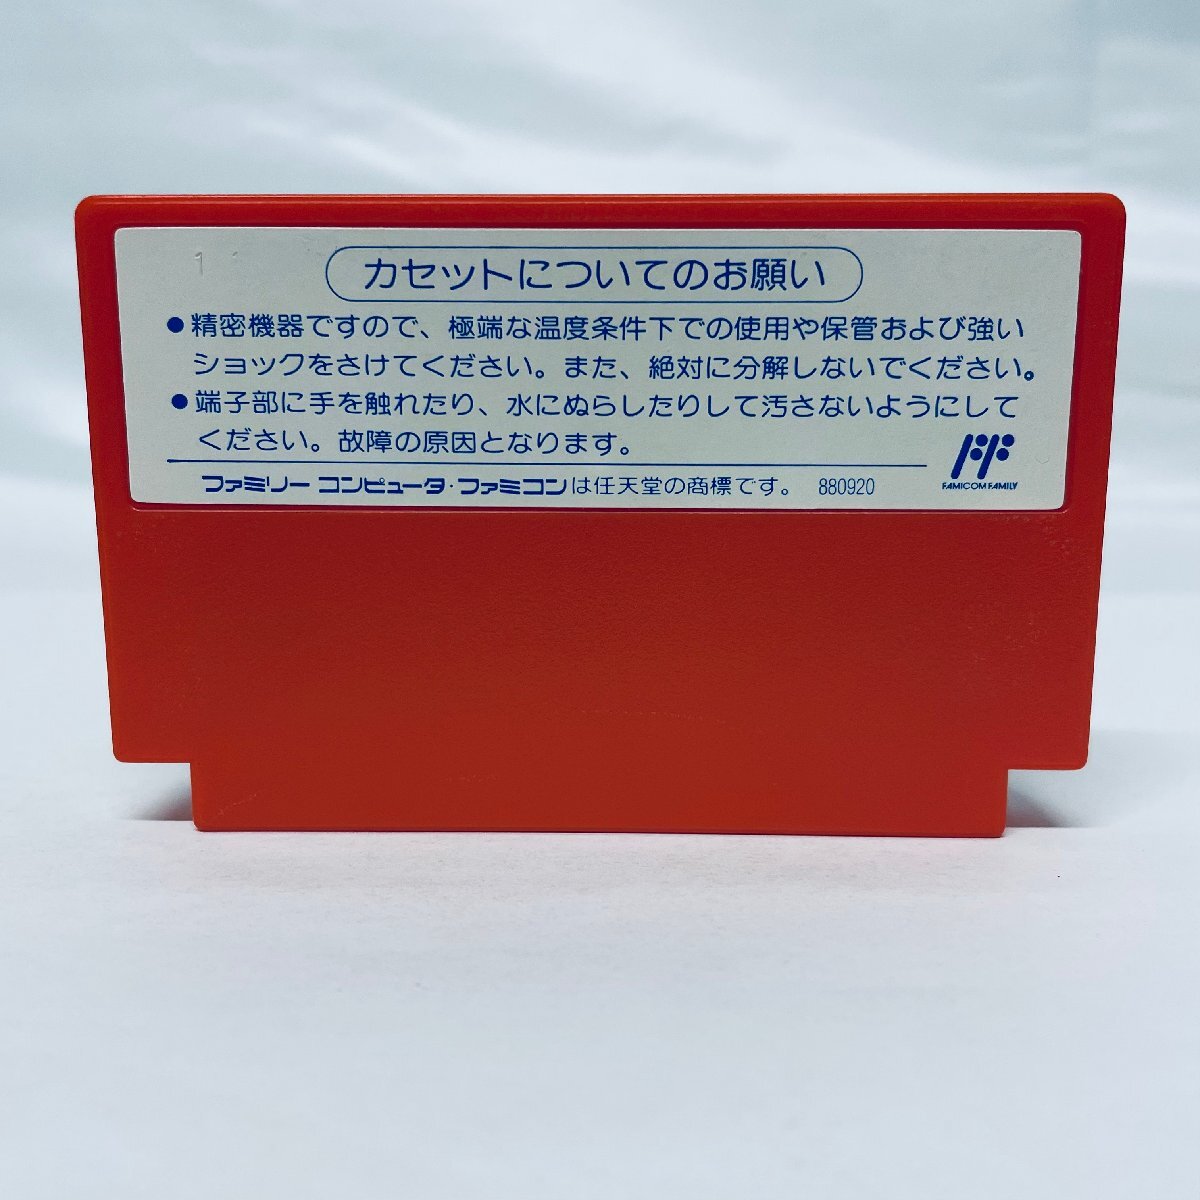 1 1
カセットについてのお願い
●精密機器ですので、極端な温度条件下での使用や保管および強い
ショックをさけてください。また、絶対に分解しないでください。
●端子部に手を触れたり、水にぬらしたりして汚さないようにして
ください。故障の原因となります。
FAMICOM FAMILY
ファミリーコンピュータ・ファミコンは任天堂の商標です。 880920